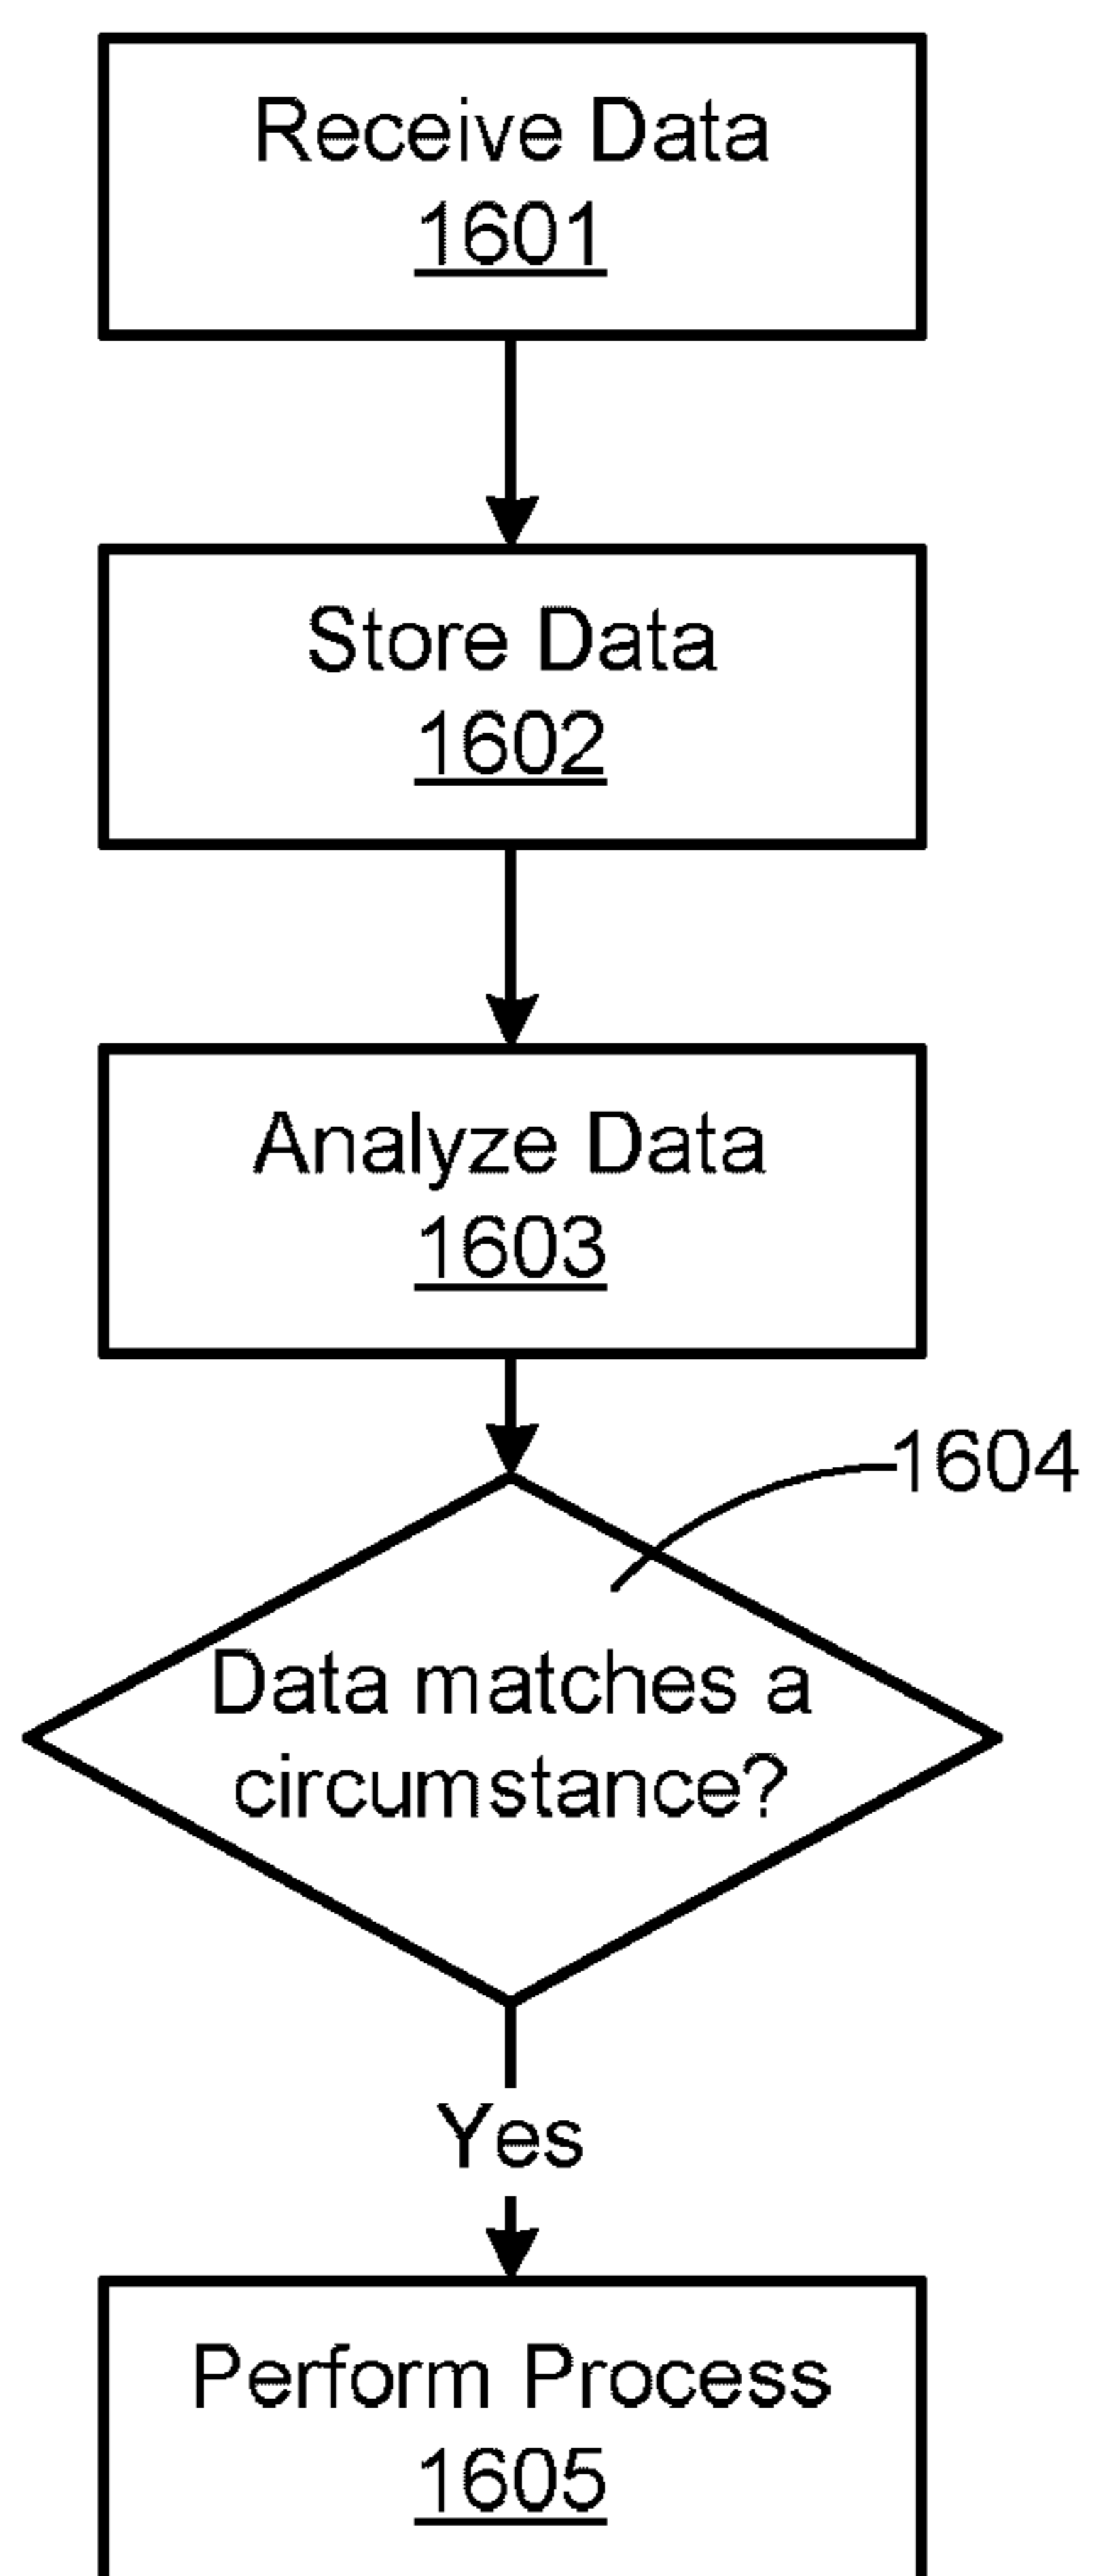 Receive Data
1601
Store Data
1602
Analyze Data
1603
1604
Data matches a
circumstance?
Yes
Perform Process
1605